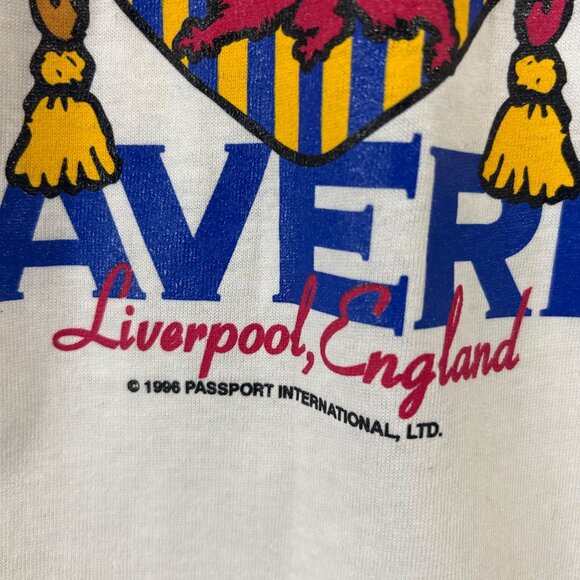 AVER
Liverpool, England
© 1996 PASSPORT INTERNATIONAL, LTD.